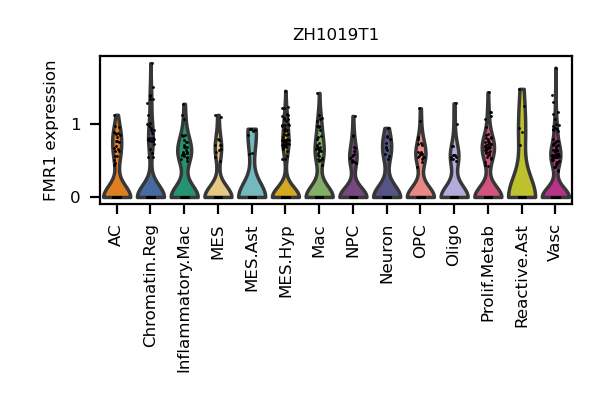 ZH1019T1
FMR1 expression
1
0
AC
Chromatin.Reg
Inflammatory.Mac
MES
MES.Ast
MES.Hyp
Mac
NPC
Neuron
OPC
Oligo
Prolif.Metab
Reactive.Ast
Vasc